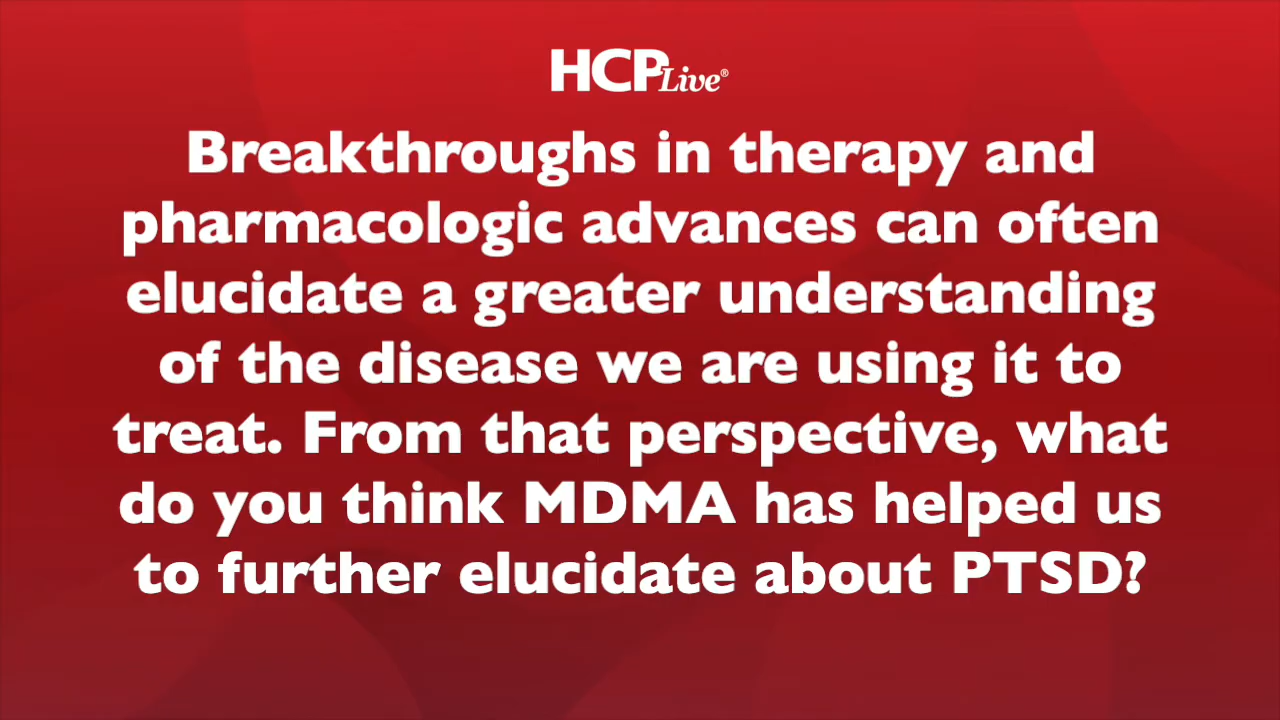 HCPLive®
Breakthroughs in therapy and
pharmacologic advances can often
elucidate a greater understanding
of the disease we are using it to
treat. From that perspective, what
do you think MDMA has helped us
to further elucidate about PTSD?